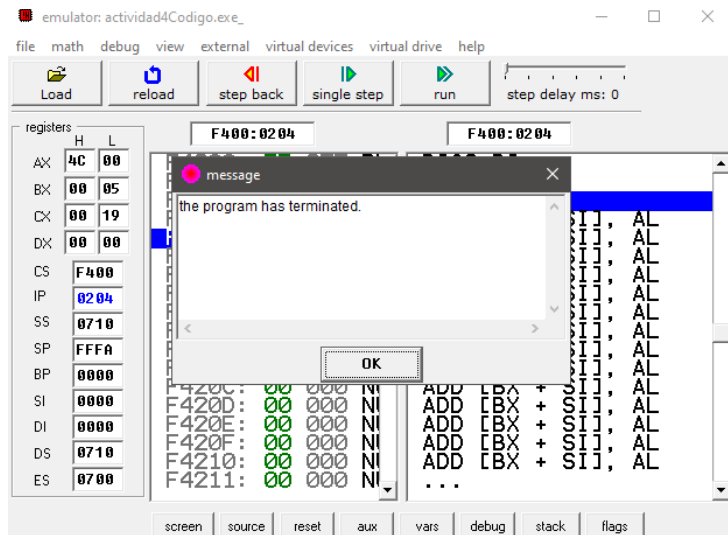 emulator: actividad4Codigo.exe_
file math debug view external virtual devices virtual drive help
Load reload step back single step run step delay ms: 0
registers F400:0204 F400:0204
H L
AX 4C 00
BX 00 05
CX 00 19
DX 00 00
CS F400
IP 0204
SS 0710
SP FFFA
BP 0000
SI 0000
DI 0000
DS 0710
ES 0700
message
the program has terminated.
OK
SI], AL
SI], AL
SI], AL
SI], AL
SI], AL
SI], AL
SI], AL
SI], AL
SI], AL
F420C: 00 000 NU ADD [BX + SI], AL
F420D: 00 000 NU ADD [BX + SI], AL
F420E: 00 000 NU ADD [BX + SI], AL
F420F: 00 000 NU ADD [BX + SI], AL
F4210: 00 000 NU ADD [BX + SI], AL
F4211: 00 000 NU ...
screen source reset aux vars debug stack flags